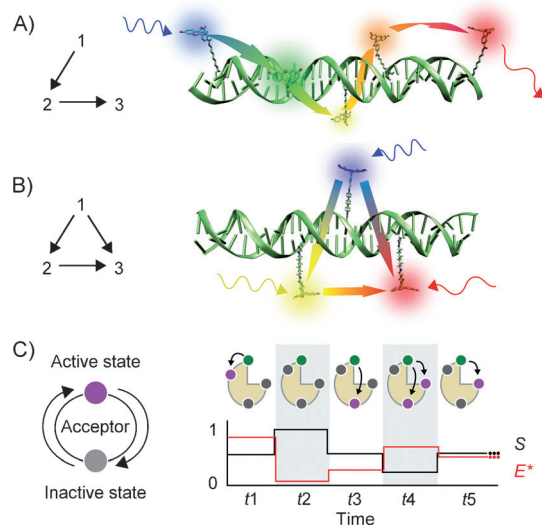 A)
1
2
3
B)
1
2
3
C)
Active state
Acceptor
Inactive state
1
0
S
E*
t1 t2 t3 t4 t5
Time